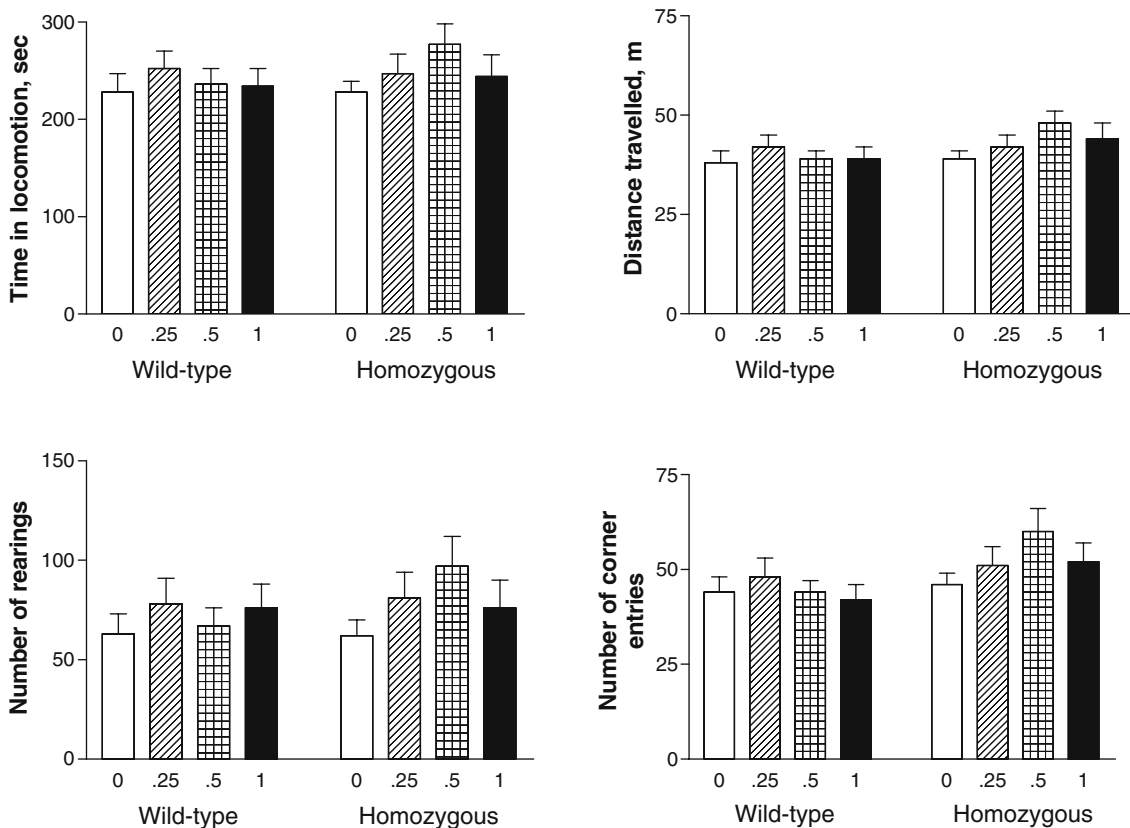 Time in locomotion, sec
300
200
100
0
0 .25 .5 1 0 .25 .5 1
Wild-type Homozygous
Distance travelled, m
75
50
25
0
0 .25 .5 1 0 .25 .5 1
Wild-type Homozygous
Number of rearings
150
100
50
0
0 .25 .5 1 0 .25 .5 1
Wild-type Homozygous
Number of corner
entries
75
50
25
0
0 .25 .5 1 0 .25 .5 1
Wild-type Homozygous